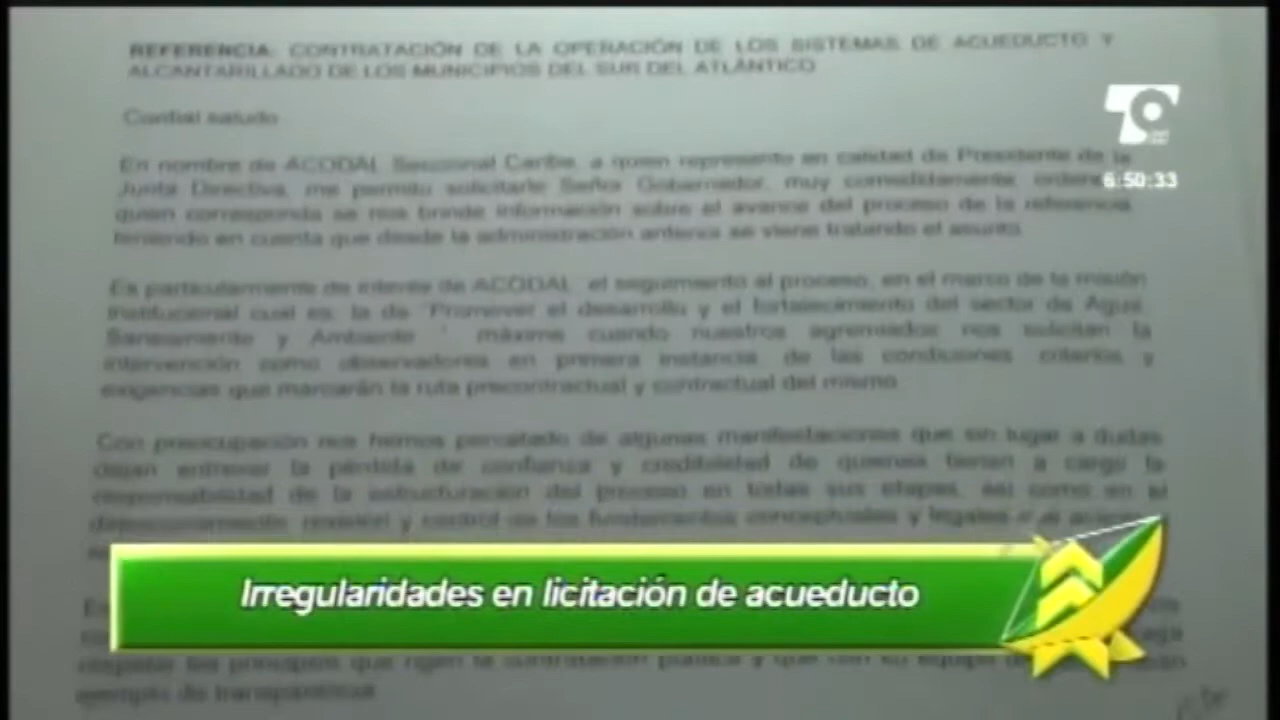 REFERENCIA: CONTRATACIÓN DE LA OPERACIÓN DE LOS SISTEMAS DE ACUEDUCTO Y
ALCANTARILLADO DE LOS MUNICIPIOS DEL SUR DEL ATLÁNTICO
Cordial saludo
6:50:33
En nombre de ACODAL Seccional Caribe, a quien represento en calidad de Presidente de la
Junta Directiva, me permito solicitarle Señor Gobernador, muy comedidamente,
quien corresponda se nos brinde información sobre el avance del proceso de la referencia
teniendo en cuenta que desde la administración anterior se viene tratando el asunto
Es particularmente de interés de ACODAL, el seguimiento al proceso, en el marco de la misión
institucional cual es, la de "Promover el desarrollo y el fortalecimiento del sector de Agua,
Saneamiento y Ambiente" máxime cuando nuestros agremiados nos solicitan la
intervención como observadores en primera instancia de las condiciones criterios y
exigencias que marcarán la ruta precontractual y contractual del mismo
Con preocupación nos hemos percatado de algunas manifestaciones que sin lugar a dudas
dejan entrever la pérdida de confianza y credibilidad de quienes tienen a cargo la
responsabilidad de la estructuración del proceso en todas sus etapas, así como en el
direccionamiento, revisión y control de los fundamentos conceptuales y legales
Irregularidades en licitación de acueducto
respetar los principios que rigen la contratación pública y que con su equipo
ejemplo de transparencia